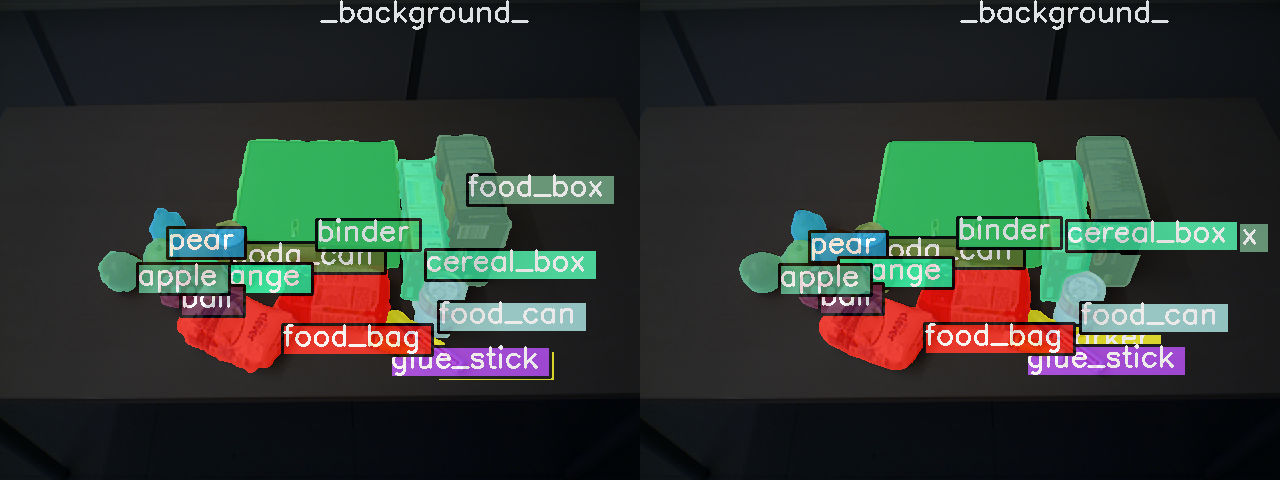 _background_
_background_
food_box
pear
binder
oda_can
cereal_box
apple
ange
ball
food_can
food_bag
glue_stick
binder
cereal_box
x
pear
oda_can
ange
apple
ball
food_can
food_bag
rker
glue_stick